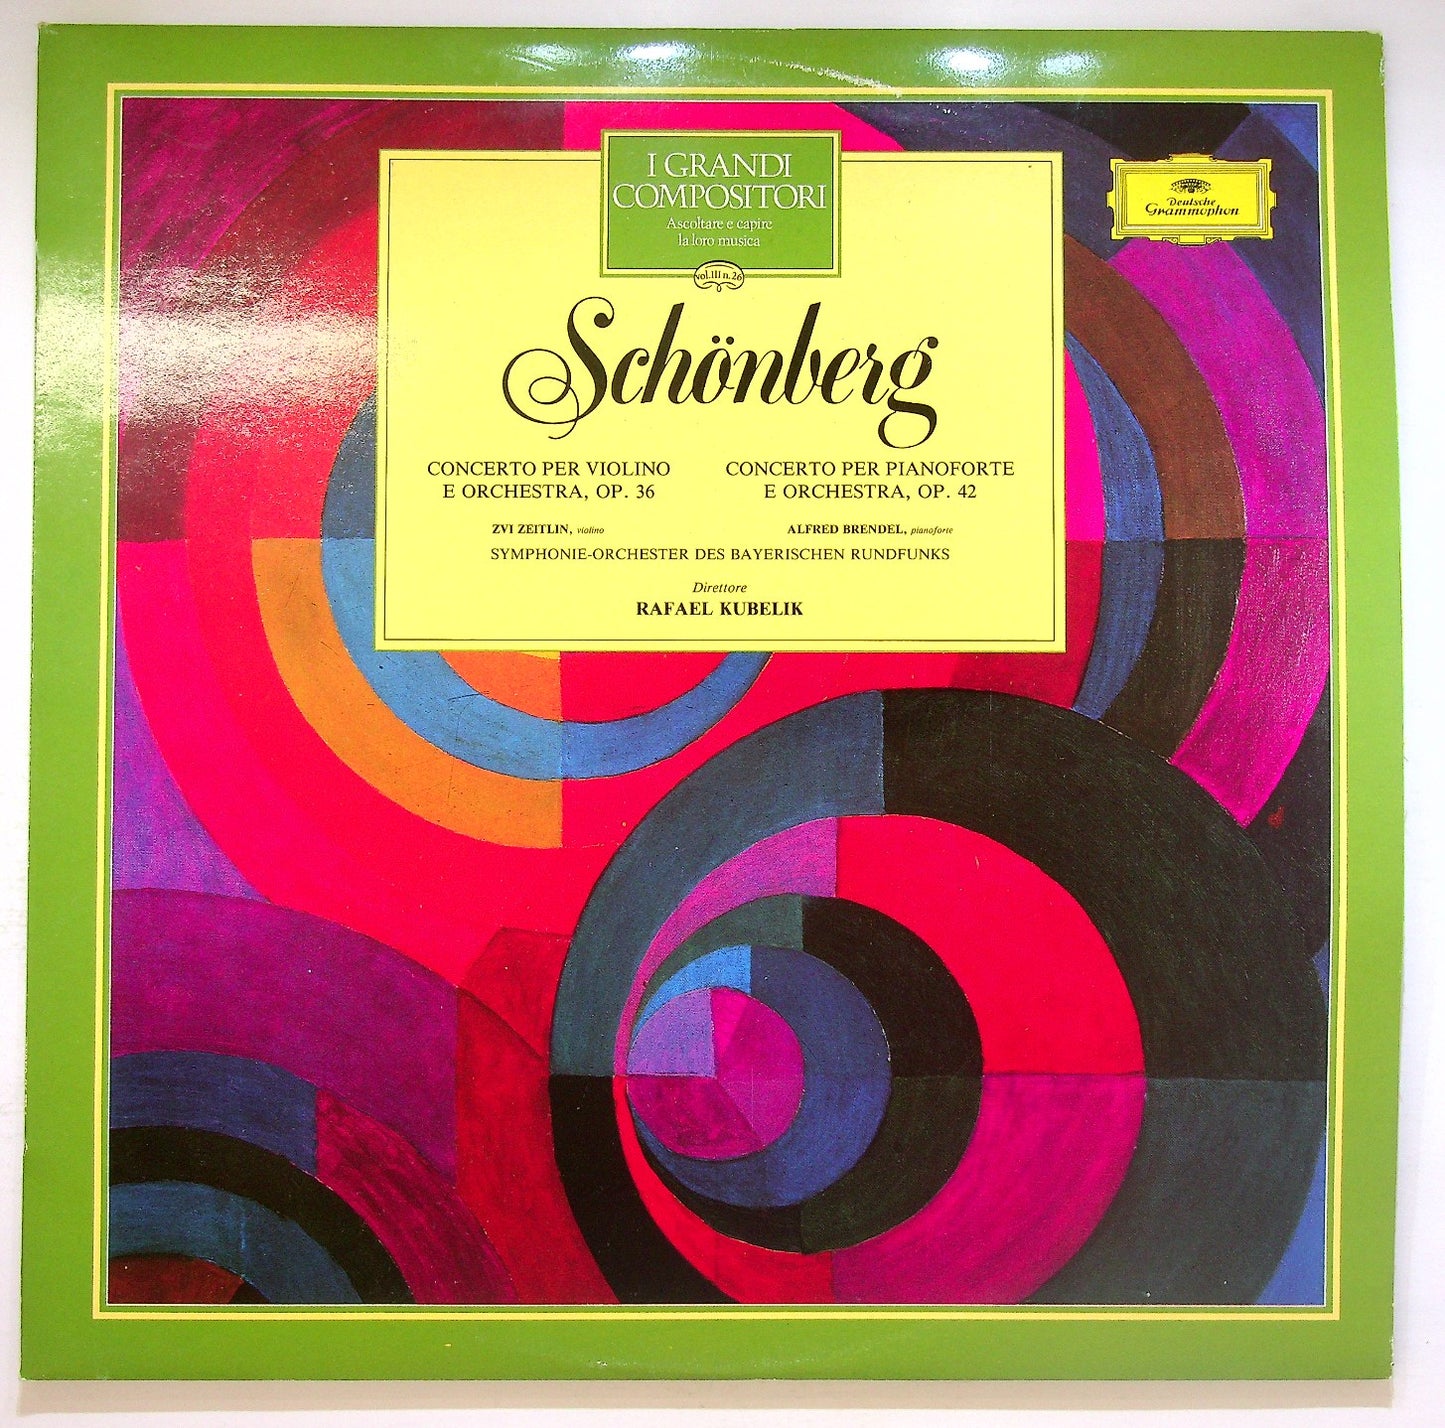 I GRANDI
COMPOSITORI
Ascoltare e capire
la loro musica
vol.III n.26
Deutsche
Grammophon
Schönberg
CONCERTO PER VIOLINO
E ORCHESTRA, OP. 36
ZVI ZEITLIN, violino
CONCERTO PER PIANOFORTE
E ORCHESTRA, OP. 42
ALFRED BRENDEL, pianoforte
SYMPHONIE-ORCHESTER DES BAYERISCHEN RUNDFUNKS
Direttore
RAFAEL KUBELIK